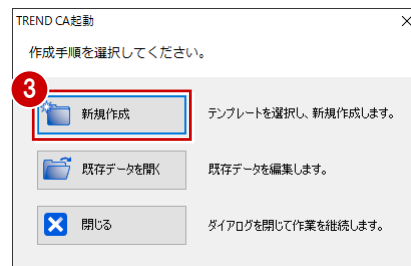 TREND CA起動
作成手順を選択してください。
3
新規作成 テンプレートを選択し、新規作成します。
既存データを開く 既存データを編集します。
閉じる ダイアログを閉じて作業を継続します。